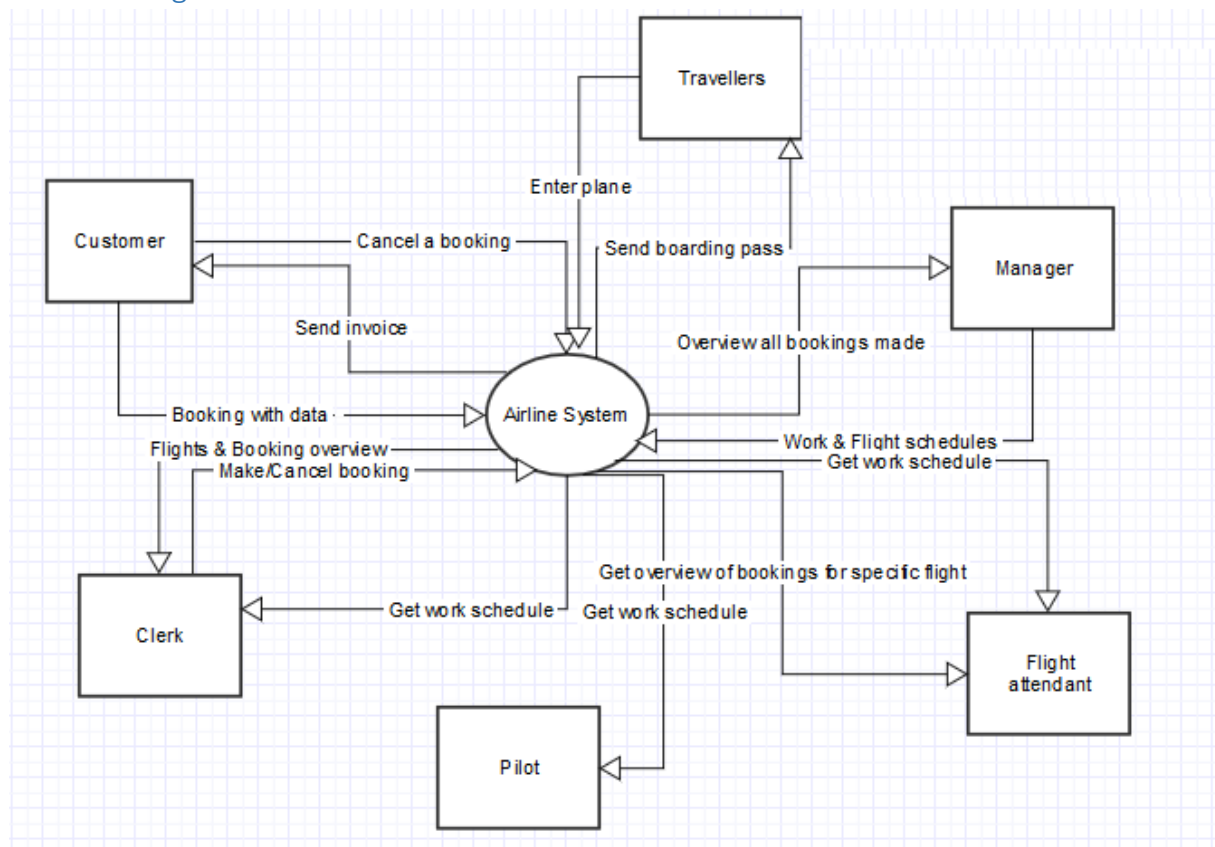 Travellers
Enter plane
Customer
Cancel a booking
Send boarding pass
Manager
Send invoice
Overview all bookings made
Booking with data
Airline System
Work & Flight schedules
Flights & Booking overview
Get work schedule
Make/Cancel booking
Get overview of bookings for specific flight
Get work schedule
Get work schedule
Clerk
Flight
attendant
Pilot